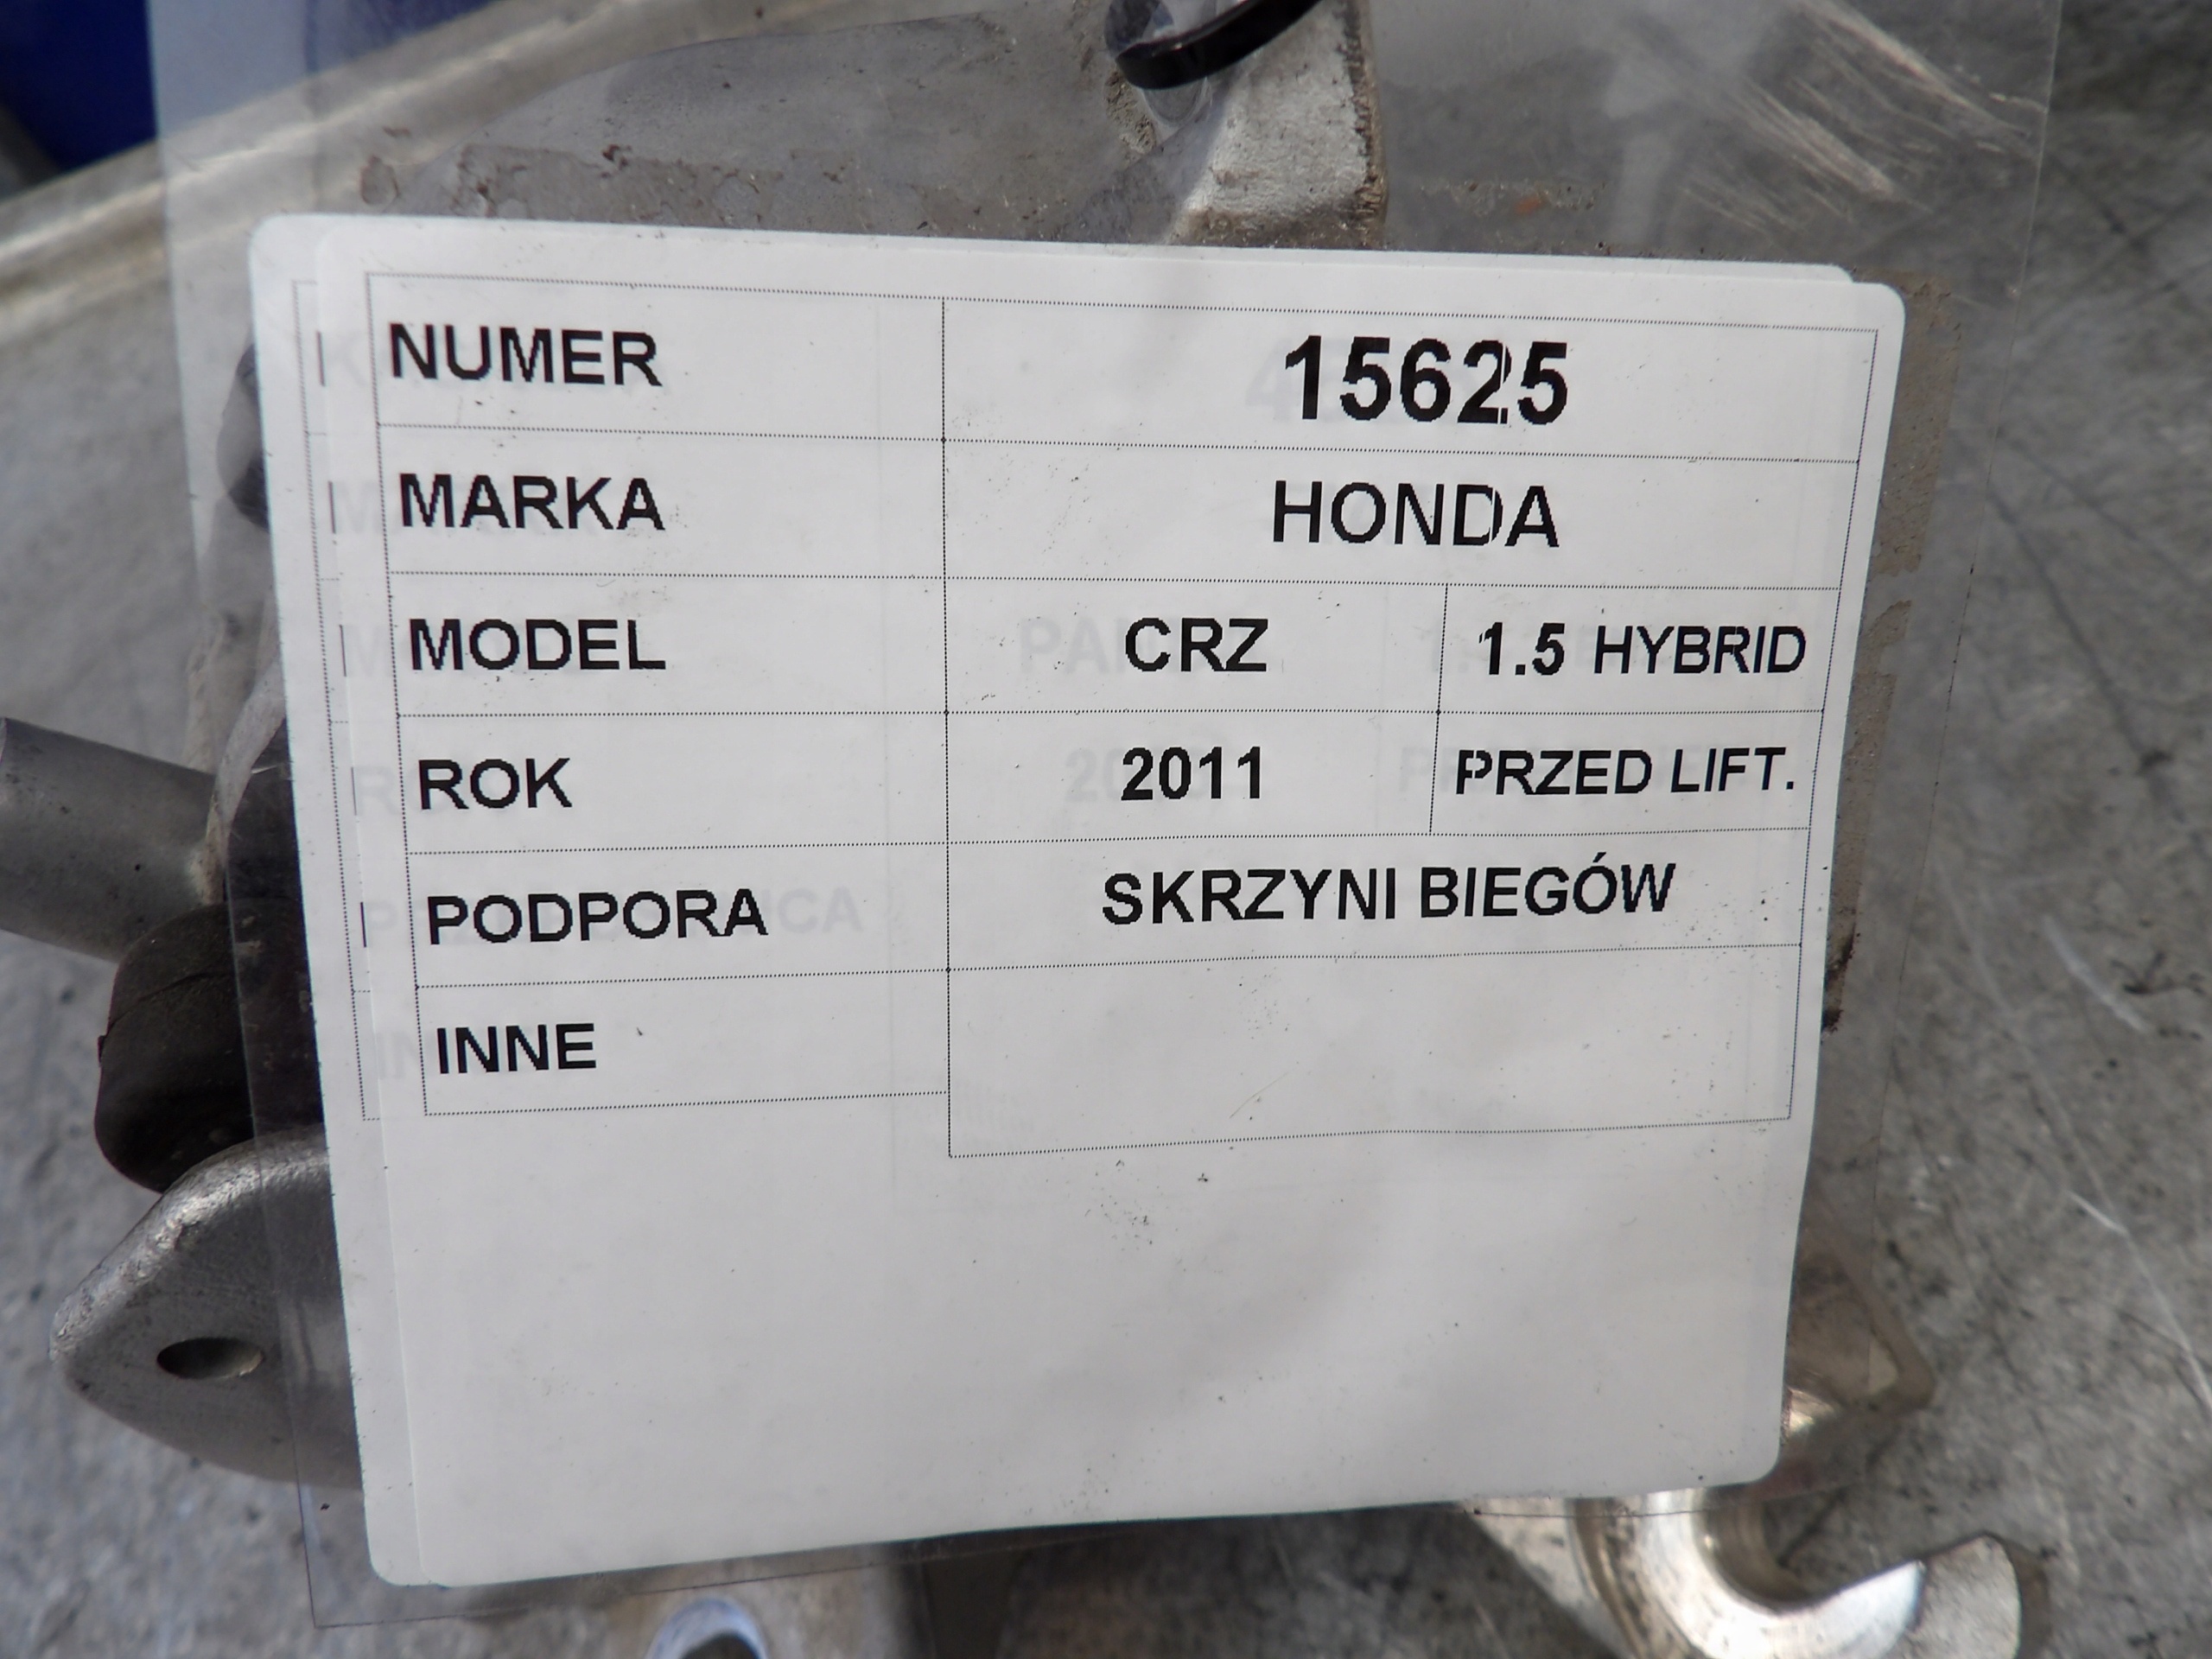 NUMER 15625
MARKA HONDA
MODEL CRZ 1.5 HYBRID
ROK 2011 PRZED LIFT.
PODPORA SKRZYNI BIEGÓW
INNE